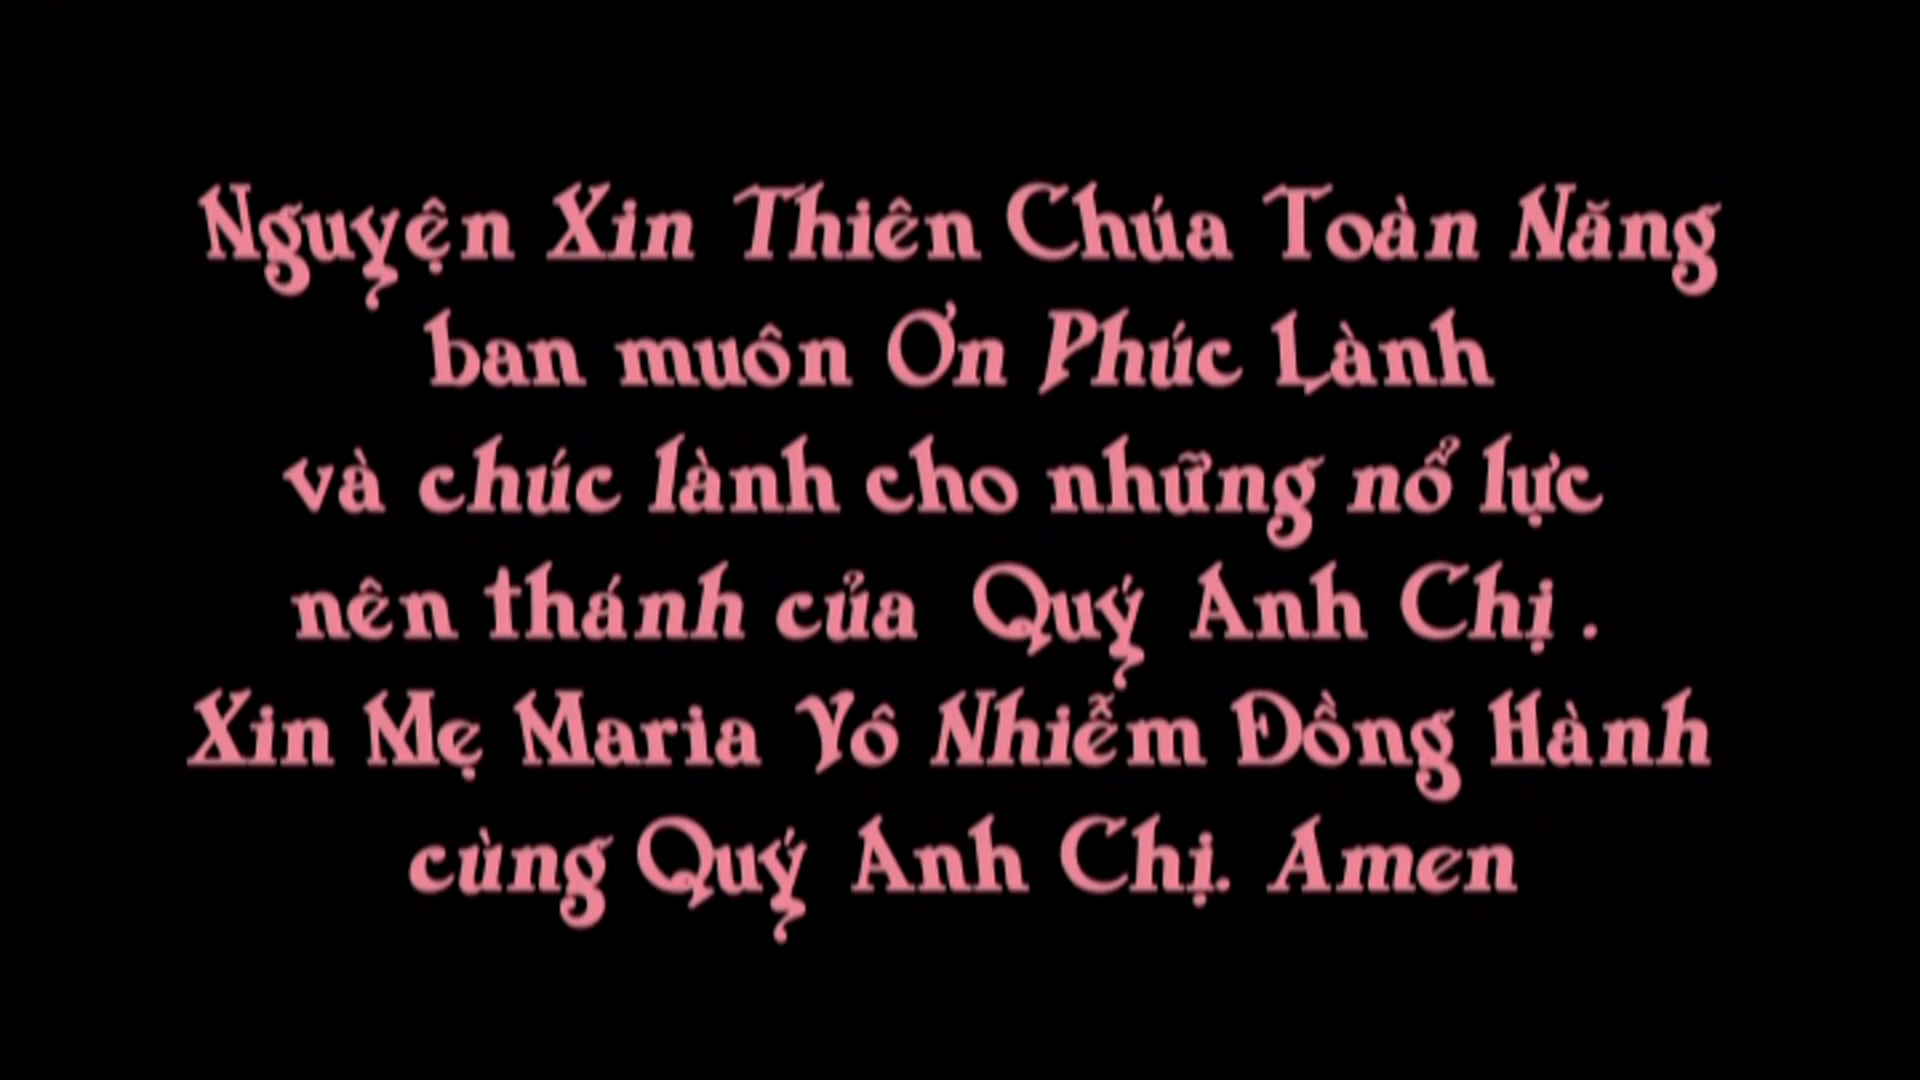 Nguyện Xin Thiên Chúa Toàn Năng
ban muôn Ơn Phúc Lành
và chúc lành cho những nổ lực
nên thánh của Quý Anh Chị .
Xin Mẹ Maria Vô Nhiễm Đồng Hành
cùng Quý Anh Chị. Amen